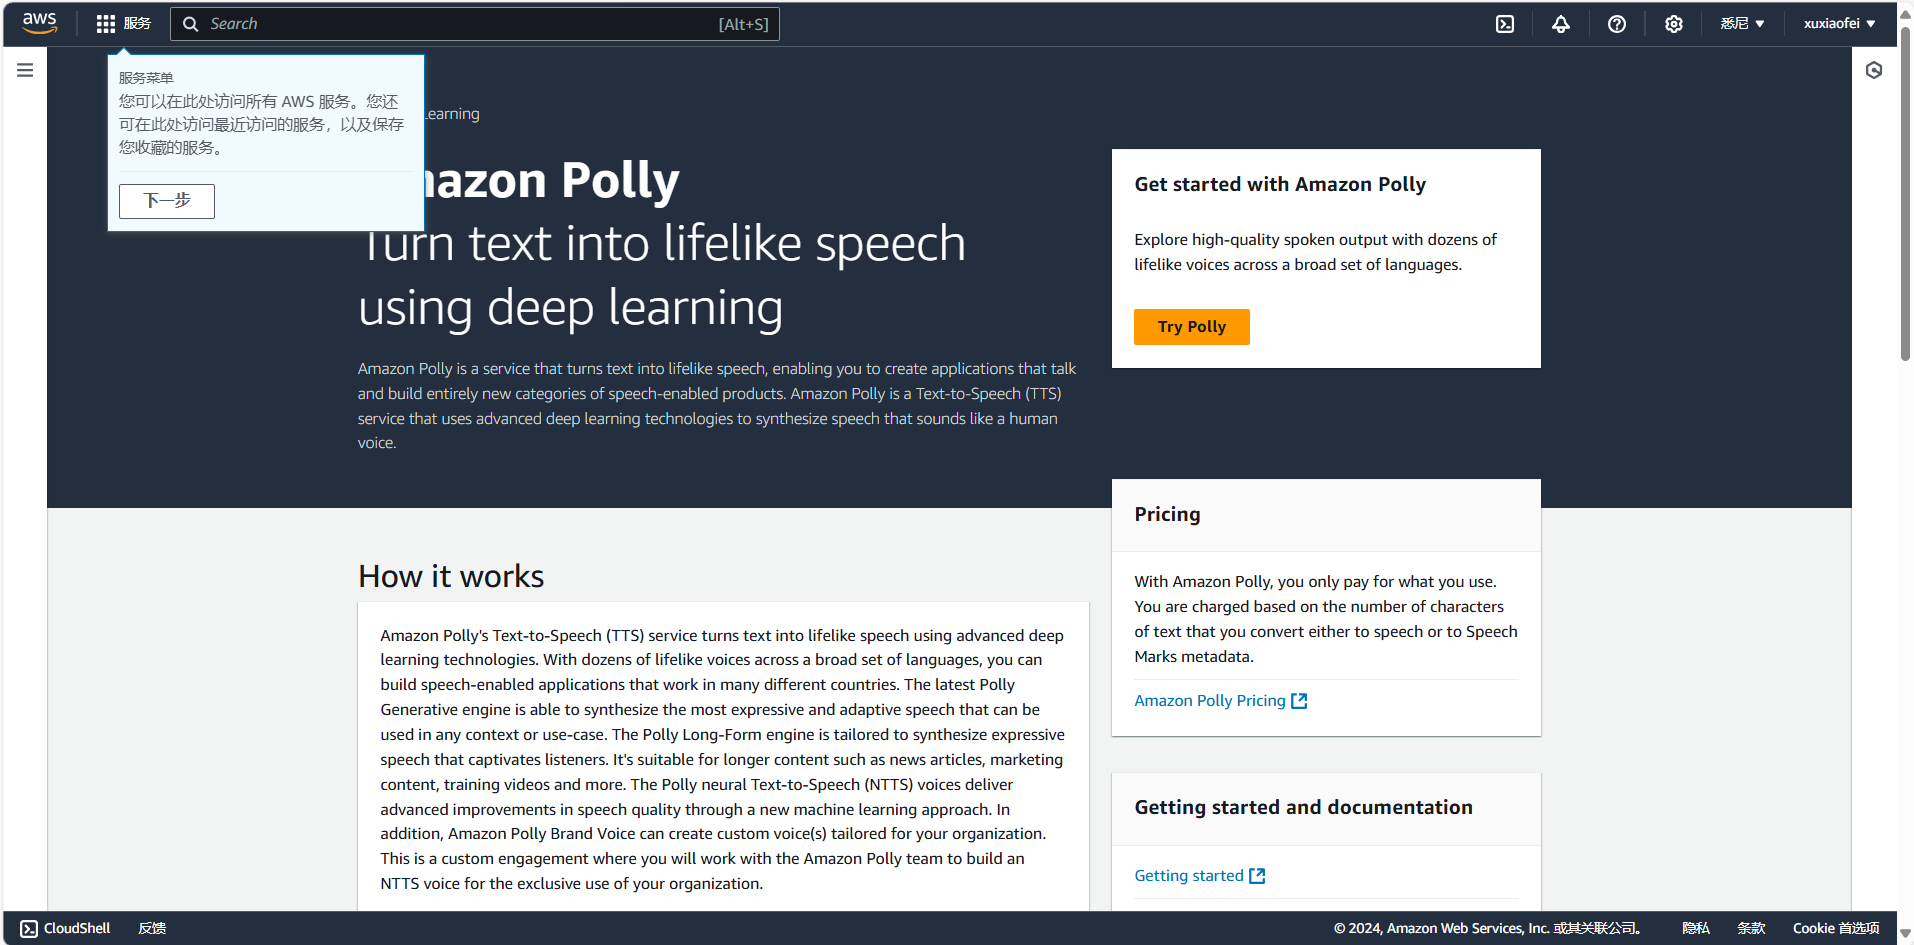 aws
服务
Search
[Alt+S]
悉尼
xuxiaofei
服务菜单
您可以在此处访问所有 AWS 服务。您还
可在此处访问最近访问的服务，以及保存
您收藏的服务。
下一步
Learning
mazon Polly
Turn text into lifelike speech
using deep learning
Amazon Polly is a service that turns text into lifelike speech, enabling you to create applications that talk
and build entirely new categories of speech-enabled products. Amazon Polly is a Text-to-Speech (TTS)
service that uses advanced deep learning technologies to synthesize speech that sounds like a human
voice.
Get started with Amazon Polly
Explore high-quality spoken output with dozens of
lifelike voices across a broad set of languages.
Try Polly
Pricing
With Amazon Polly, you only pay for what you use.
You are charged based on the number of characters
of text that you convert either to speech or to Speech
Marks metadata.
Amazon Polly Pricing
How it works
Amazon Polly's Text-to-Speech (TTS) service turns text into lifelike speech using advanced deep
learning technologies. With dozens of lifelike voices across a broad set of languages, you can
build speech-enabled applications that work in many different countries. The latest Polly
Generative engine is able to synthesize the most expressive and adaptive speech that can be
used in any context or use-case. The Polly Long-Form engine is tailored to synthesize expressive
speech that captivates listeners. It's suitable for longer content such as news articles, marketing
content, training videos and more. The Polly neural Text-to-Speech (NTTS) voices deliver
advanced improvements in speech quality through a new machine learning approach. In
addition, Amazon Polly Brand Voice can create custom voice(s) tailored for your organization.
This is a custom engagement where you will work with the Amazon Polly team to build an
NTTS voice for the exclusive use of your organization.
Getting started and documentation
Getting started
CloudShell
反馈
© 2024, Amazon Web Services, Inc. 或其关联公司。
隐私
条款
Cookie 首选项